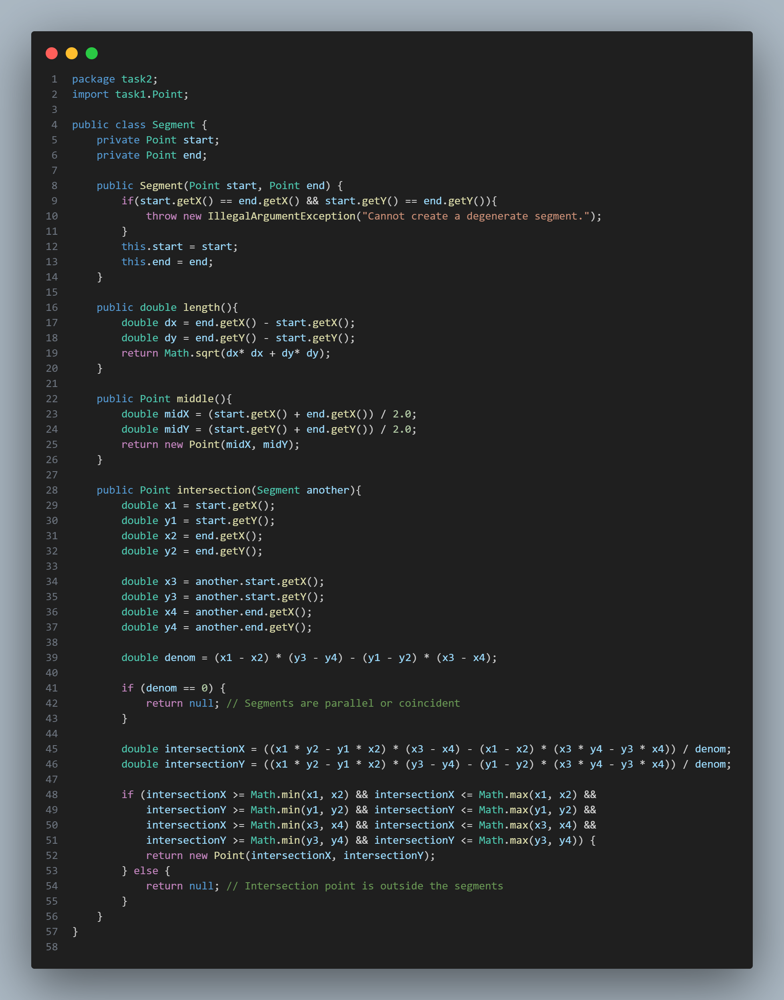 1 package task2;
2 import task1.Point;
3
4 public class Segment {
5     private Point start;
6     private Point end;
7
8     public Segment(Point start, Point end) {
9         if(start.getX() == end.getX() && start.getY() == end.getY()){
10             throw new IllegalArgumentException("Cannot create a degenerate segment.");
11         }
12         this.start = start;
13         this.end = end;
14     }
15
16     public double length(){
17         double dx = end.getX() - start.getX();
18         double dy = end.getY() - start.getY();
19         return Math.sqrt(dx* dx + dy* dy);
20     }
21
22     public Point middle(){
23         double midX = (start.getX() + end.getX()) / 2.0;
24         double midY = (start.getY() + end.getY()) / 2.0;
25         return new Point(midX, midY);
26     }
27
28     public Point intersection(Segment another){
29         double x1 = start.getX();
30         double y1 = start.getY();
31         double x2 = end.getX();
32         double y2 = end.getY();
33
34         double x3 = another.start.getX();
35         double y3 = another.start.getY();
36         double x4 = another.end.getX();
37         double y4 = another.end.getY();
38
39         double denom = (x1 - x2) * (y3 - y4) - (y1 - y2) * (x3 - x4);
40
41         if (denom == 0) {
42             return null; // Segments are parallel or coincident
43         }
44
45         double intersectionX = ((x1 * y2 - y1 * x2) * (x3 - x4) - (x1 - x2) * (x3 * y4 - y3 * x4)) / denom;
46         double intersectionY = ((x1 * y2 - y1 * x2) * (y3 - y4) - (y1 - y2) * (x3 * y4 - y3 * x4)) / denom;
47
48         if (intersectionX >= Math.min(x1, x2) && intersectionX <= Math.max(x1, x2) &&
49             intersectionY >= Math.min(y1, y2) && intersectionY <= Math.max(y1, y2) &&
50             intersectionX >= Math.min(x3, x4) && intersectionX <= Math.max(x3, x4) &&
51             intersectionY >= Math.min(y3, y4) && intersectionY <= Math.max(y3, y4)) {
52             return new Point(intersectionX, intersectionY);
53         } else {
54             return null; // Intersection point is outside the segments
55         }
56     }
57 }
58